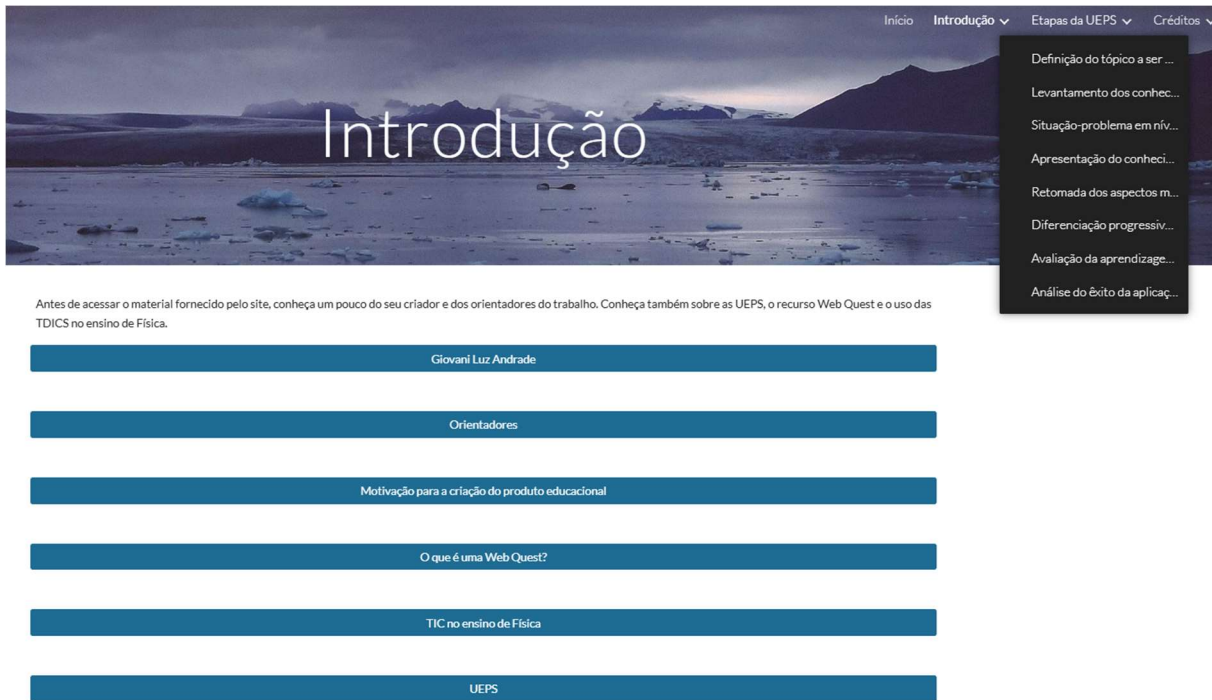 Início Introdução Etapas da UEPS Créditos
Definição do tópico a ser ...
Levantamento dos conhec...
Situação-problema em nív...
Apresentação do conheci...
Retomada dos aspectos m...
Diferenciação progressiv...
Avaliação da aprendizage...
Análise do êxito da aplicaç...
Introdução
Antes de acessar o material fornecido pelo site, conheça um pouco do seu criador e dos orientadores do trabalho. Conheça também sobre as UEPS, o recurso Web Quest e o uso das
TDICS no ensino de Física.
Giovani Luz Andrade
Orientadores
Motivação para a criação do produto educacional
O que é uma Web Quest?
TIC no ensino de Física
UEPS